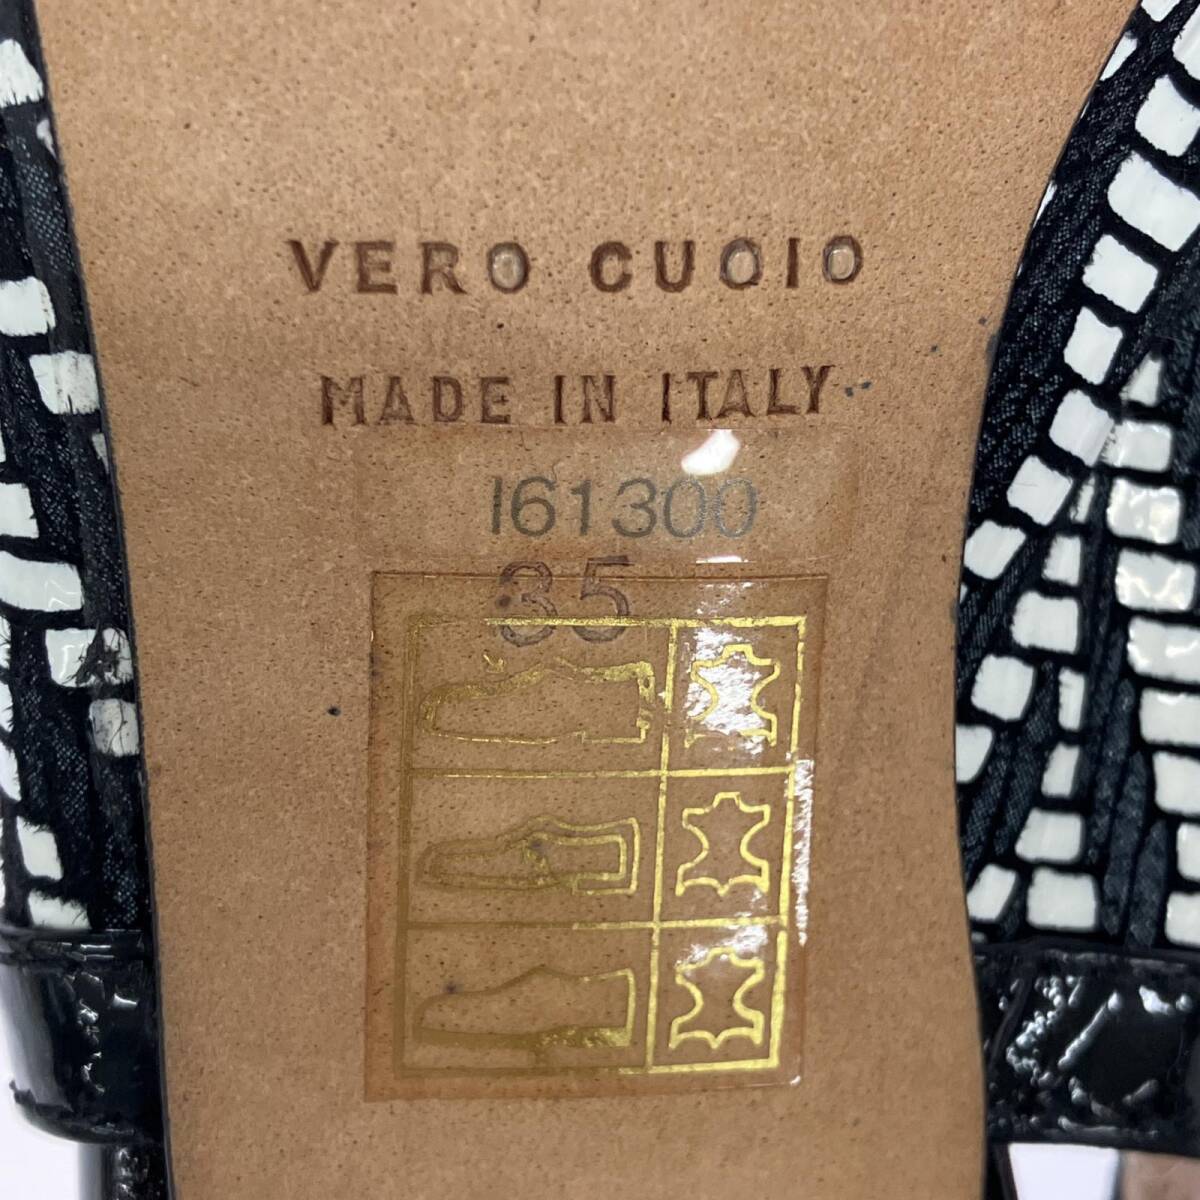 VERO CUOIO
MADE IN ITALY
161300
35